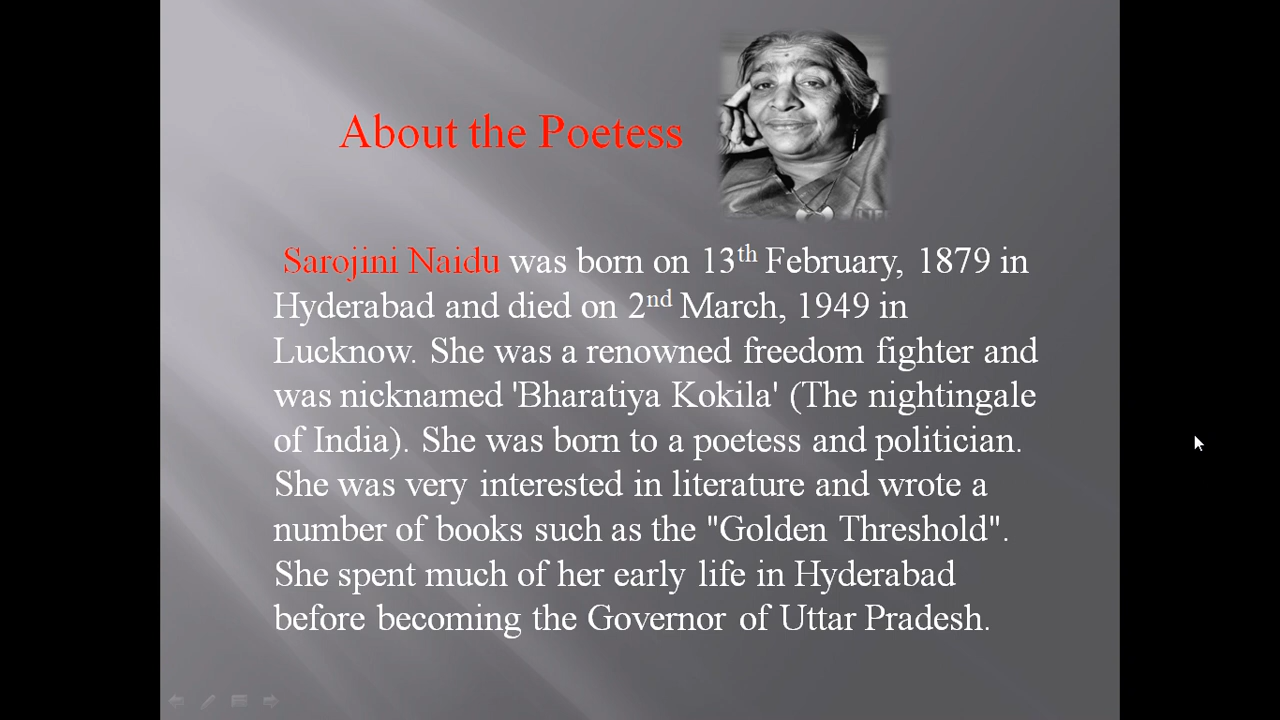 About the Poetess
LIFE
Sarojini Naidu was born on 13th February, 1879 in
Hyderabad and died on 2nd March, 1949 in
Lucknow. She was a renowned freedom fighter and
was nicknamed 'Bharatiya Kokila' (The nightingale
of India). She was born to a poetess and politician.
She was very interested in literature and wrote a
number of books such as the "Golden Threshold".
She spent much of her early life in Hyderabad
before becoming the Governor of Uttar Pradesh.